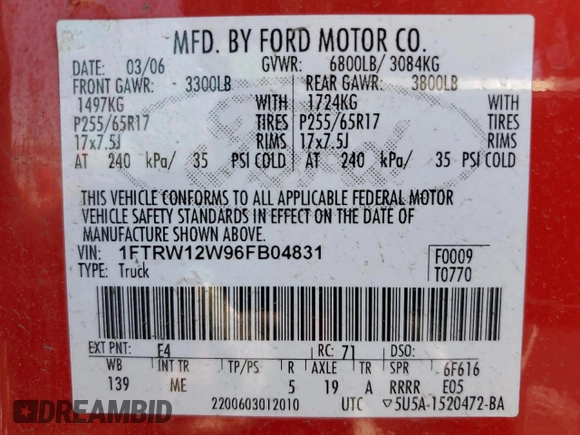 MFD. BY FORD MOTOR CO.
DATE: 03/06 GVWR: 6800LB/ 3084KG
FRONT GAWR: 3300LB REAR GAWR: 3800LB
1497KG WITH 1724KG WITH
P255/65R17 TIRES P255/65R17 TIRES
17x7.5J RIMS 17x7.5J RIMS
AT 240 kPa/ 35 PSI COLD AT 240 kPa/ 35 PSI COLD
THIS VEHICLE CONFORMS TO ALL APPLICABLE FEDERAL MOTOR
VEHICLE SAFETY STANDARDS IN EFFECT ON THE DATE OF
MANUFACTURE SHOWN ABOVE.
VIN: 1FTRW12W96FB04831 F0009
TYPE: Truck T0770
EXT PNT: E4 RC: 71 DSO:
WB INT TR TP/PS R AXLE TR SPR 6F616
139 ME 5 19 A RRRR E05
2200603012010 UTC ▽5U5A-1520472-BA
DEALER
Ramp